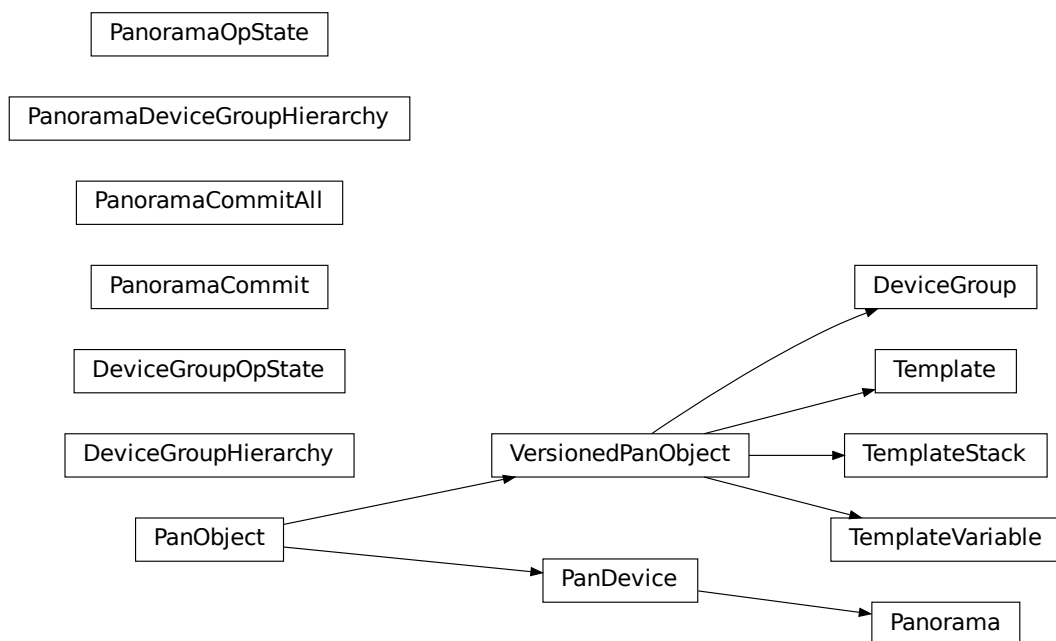 PanoramaOpState
PanoramaDeviceGroupHierarchy
PanoramaCommitAll
PanoramaCommit
DeviceGroupOpState
DeviceGroupHierarchy
PanObject
VersionedPanObject
PanDevice
DeviceGroup
Template
TemplateStack
TemplateVariable
Panorama